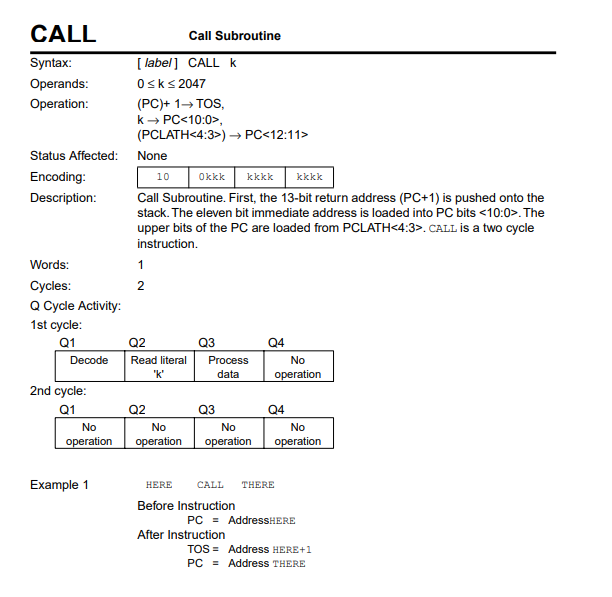 CALL Call Subroutine
Syntax: [ label ] CALL k
Operands: 0 ≤ k ≤ 2047
Operation: (PC)+ 1→ TOS,
k → PC<10:0>,
(PCLATH<4:3>) → PC<12:11>
Status Affected: None
Encoding: 10 0kkk kkkk kkkk
Description: Call Subroutine. First, the 13-bit return address (PC+1) is pushed onto the
stack. The eleven bit immediate address is loaded into PC bits <10:0>. The
upper bits of the PC are loaded from PCLATH<4:3>. CALL is a two cycle
instruction.
Words: 1
Cycles: 2
Q Cycle Activity:
1st cycle:
Q1 Q2 Q3 Q4
Decode Read literal Process No
'k' data operation
2nd cycle:
Q1 Q2 Q3 Q4
No No No No
operation operation operation operation
Example 1 HERE CALL THERE
Before Instruction
PC = AddressHERE
After Instruction
TOS = Address HERE+1
PC = Address THERE